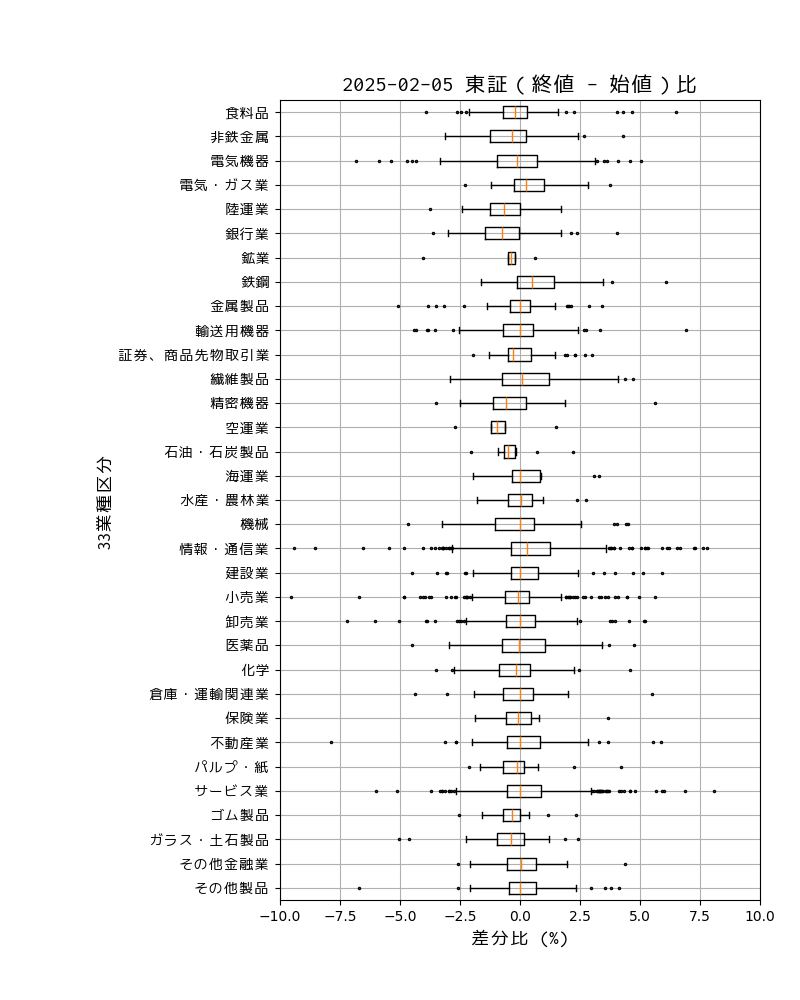 2025-02-05 東証 ( 終値 - 始値 ) 比
食料品
非鉄金属
電気機器
電気・ガス業
陸運業
銀行業
鉱業
鉄鋼
金属製品
輸送用機器
証券、商品先物取引業
繊維製品
精密機器
空運業
石油・石炭製品
海運業
水産・農林業
機械
情報・通信業
建設業
小売業
卸売業
医薬品
化学
倉庫・運輸関連業
保険業
不動産業
パルプ・紙
サービス業
ゴム製品
ガラス・土石製品
その他金融業
その他製品
33業種区分
−10.0 −7.5 −5.0 −2.5 0.0 2.5 5.0 7.5 10.0
差分比 (%)